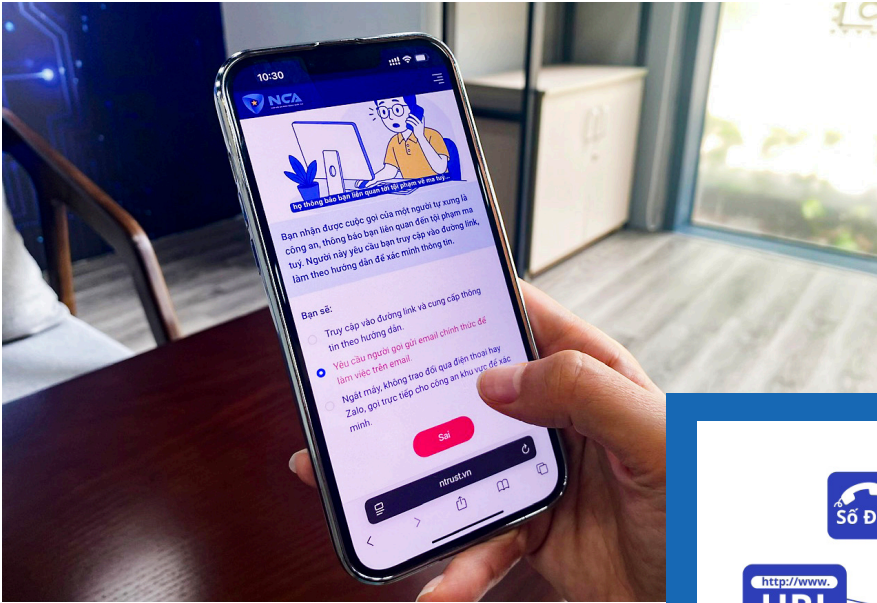 10:30
NCA
họ thông báo bạn liên quan tới tội phạm về ma tuý...
Bạn nhận được cuộc gọi của một người tự xưng là
công an, thông báo bạn liên quan đến tội phạm ma
tuý. Người này yêu cầu bạn truy cập vào đường link,
làm theo hướng dẫn để xác minh thông tin.
Bạn sẽ:
Truy cập vào đường link và cung cấp thông
tin theo hướng dẫn.
Yêu cầu người gọi gửi email chính thức để
làm việc trên email.
Ngắt máy, không trao đổi qua điện thoại hay
Zalo, gọi trực tiếp cho công an khu vực để xác
minh.
Sai
ntrust.vn
Số Đ
http://www.
URL